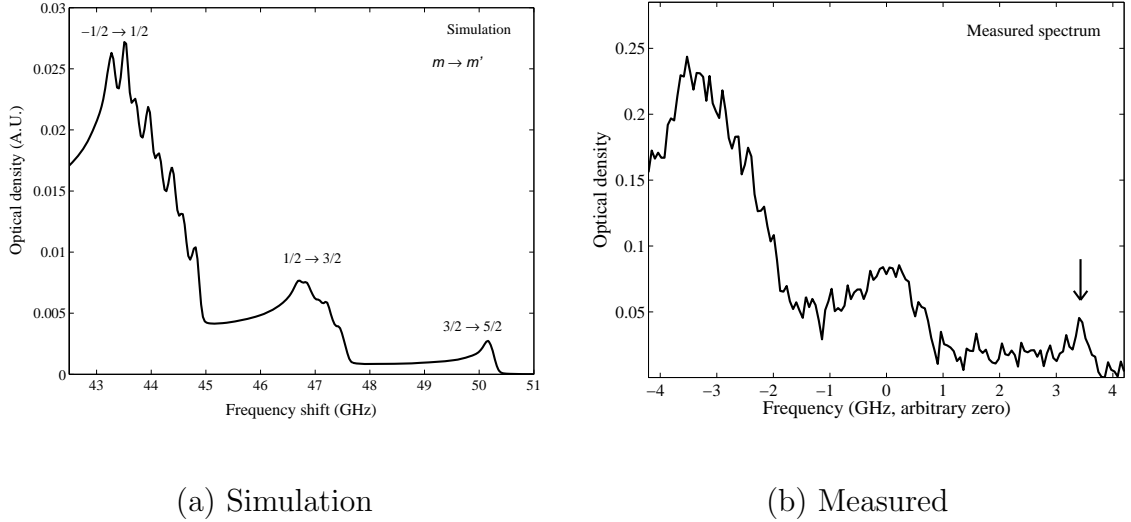 0.03
−1/2 → 1/2
Simulation
m → m'
0.025
0.02
0.015
0.01
0.005
0
1/2 → 3/2
3/2 → 5/2
Optical density (A.U.)
43 44 45 46 47 48 49 50 51
Frequency shift (GHz)
Measured spectrum
0.25
0.2
0.15
0.1
0.05
Optical density
−4 −3 −2 −1 0 1 2 3 4
Frequency (GHz, arbitrary zero)
(a) Simulation
(b) Measured